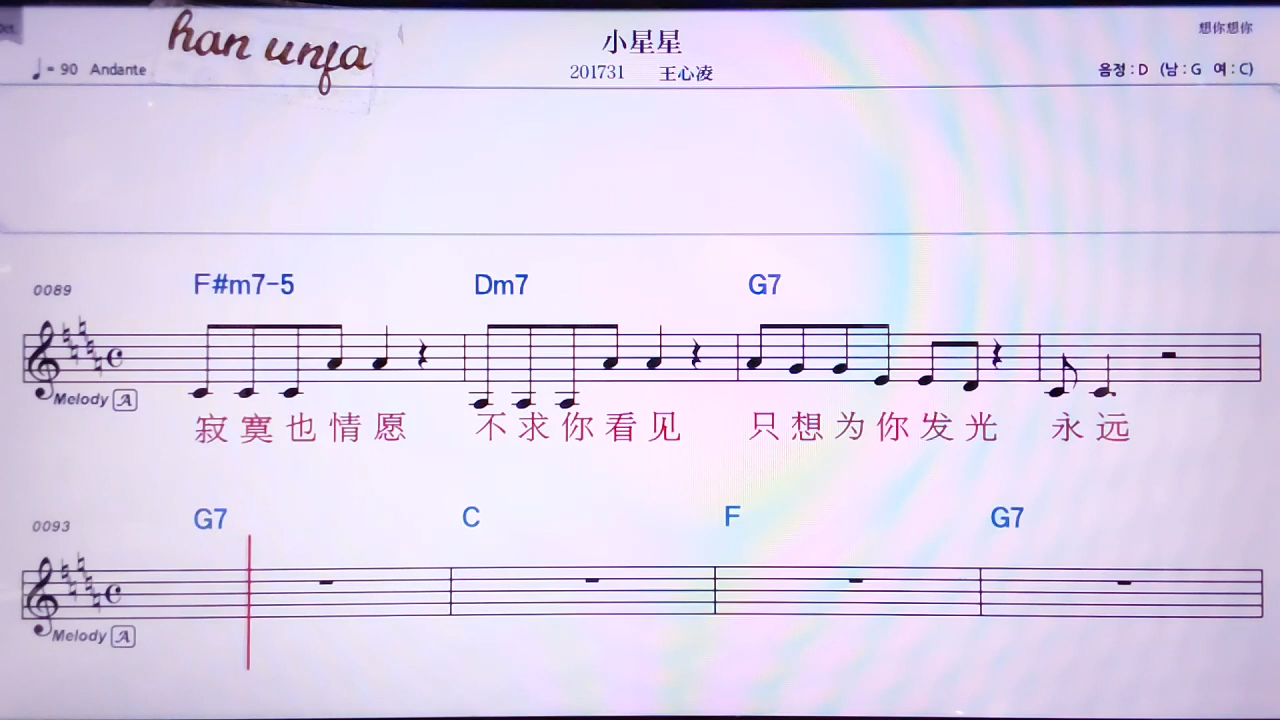 han unfa
小星星
想你想你
♩= 90 Andante
201731 王心凌
음정 : D (남 : G 여 : C)
0089 F#m7-5 Dm7 G7
Melody A
寂寞也情愿 不求你看见 只想为你发光 永远
0093 G7 C F G7
Melody A